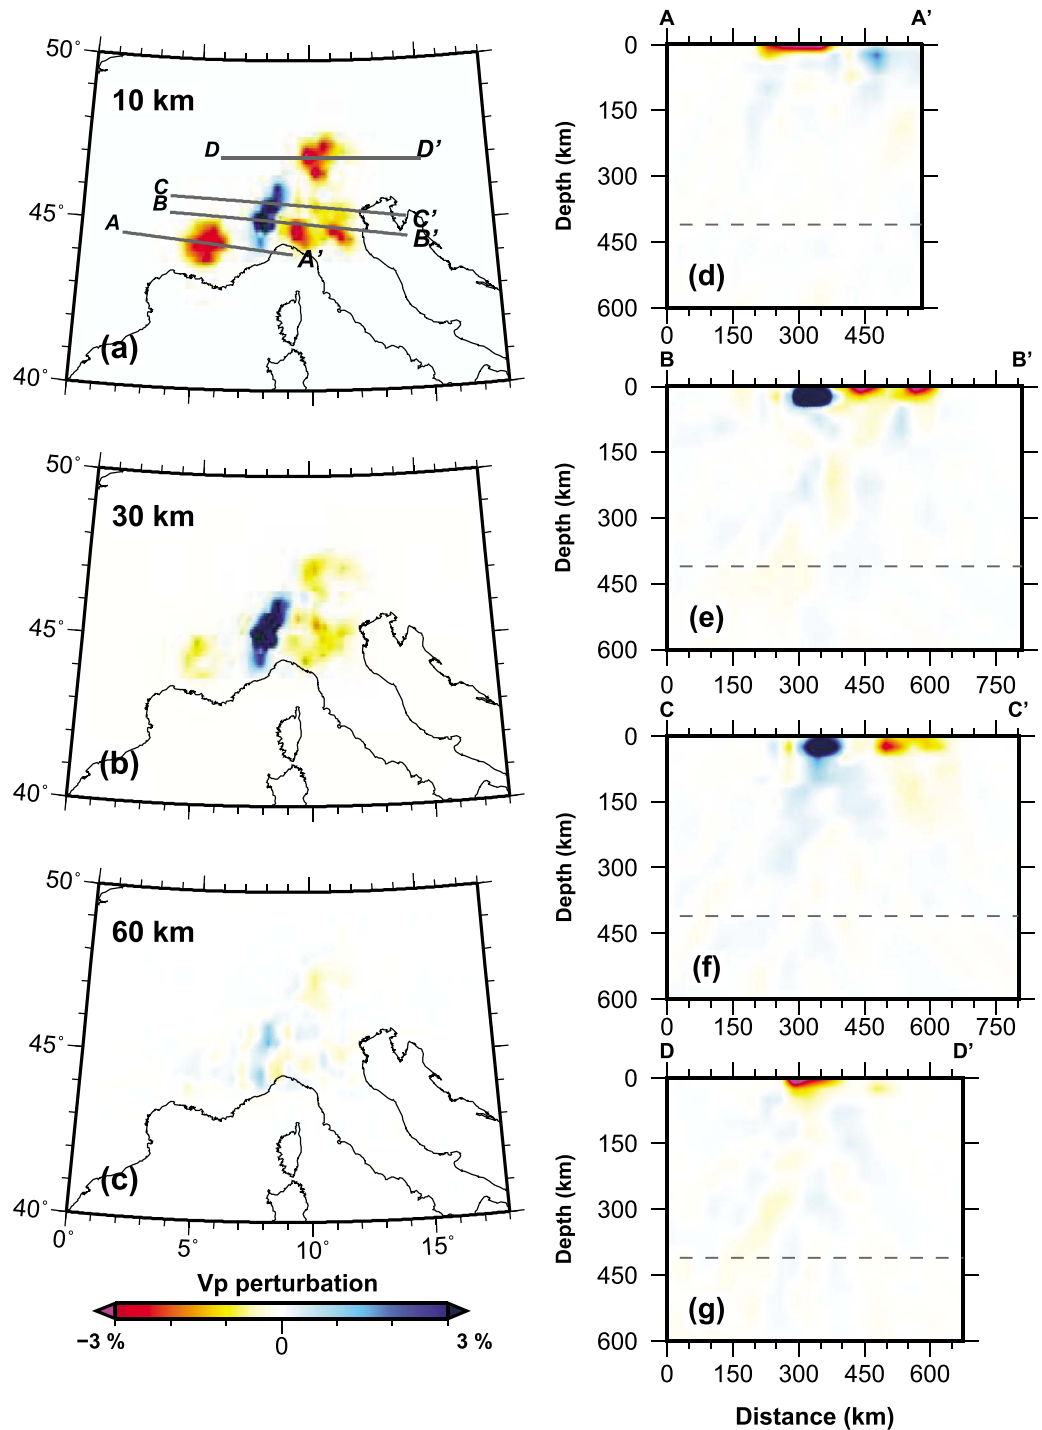 50°
10 km
D D'
C
B
45°
A
C'
B'
A'
(a)
40°
50°
30 km
45°
(b)
40°
50°
60 km
45°
(c)
40°
0° 5° 10° 15°
Vp perturbation
−3 % 0 3 %
A A'
0
150
300
450
600
Depth (km)
(d)
0 150 300 450
B B'
0
150
300
450
600
Depth (km)
(e)
0 150 300 450 600 750
C C'
0
150
300
450
600
Depth (km)
(f)
0 150 300 450 600 750
D D'
0
150
300
450
600
Depth (km)
(g)
0 150 300 450 600
Distance (km)